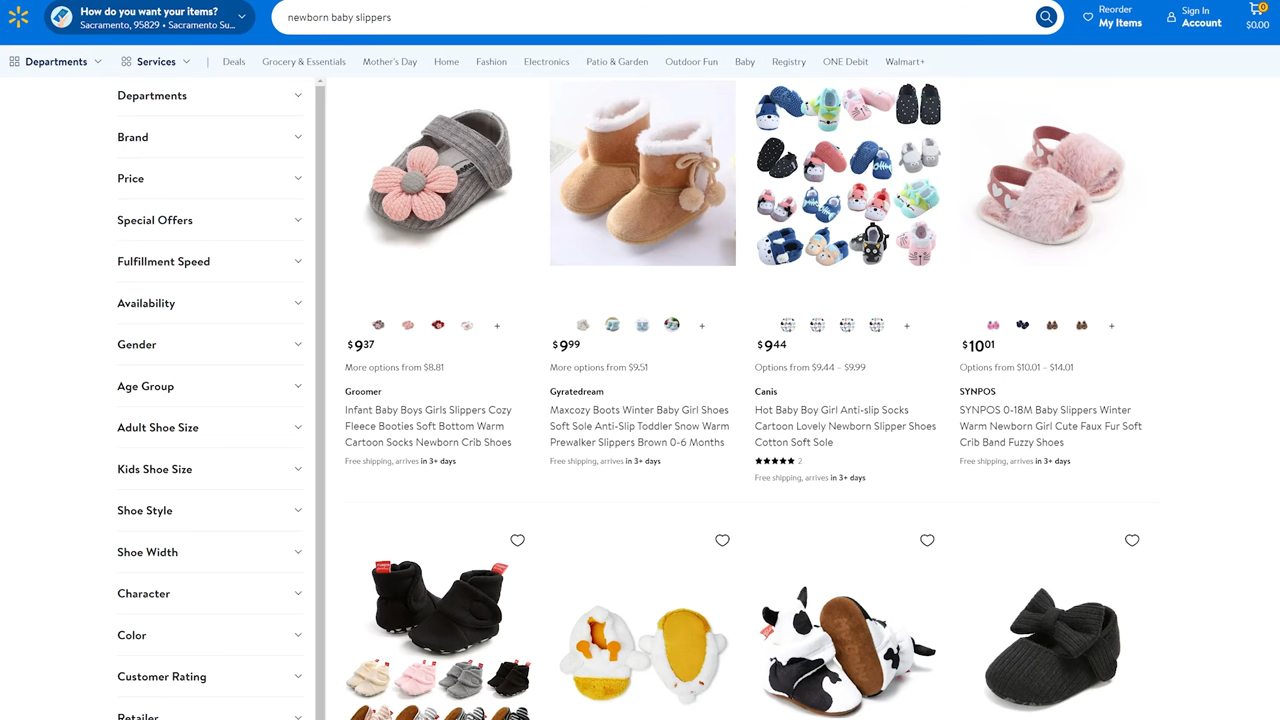 How do you want your items?
Sacramento, 95829 • Sacramento Su...
newborn baby slippers
Reorder
My Items
Sign In
Account
0
$0.00
Departments
Services
Deals
Grocery & Essentials
Mother's Day
Home
Fashion
Electronics
Patio & Garden
Outdoor Fun
Baby
Registry
ONE Debit
Walmart+
Departments
Brand
Price
Special Offers
Fulfillment Speed
Availability
Gender
Age Group
Adult Shoe Size
Kids Shoe Size
Shoe Style
Shoe Width
Character
Color
Customer Rating
Retailer
+
$9.37
More options from $8.81
Groomer
Infant Baby Boys Girls Slippers Cozy
Fleece Booties Soft Bottom Warm
Cartoon Socks Newborn Crib Shoes
Free shipping, arrives in 3+ days
+
$9.99
More options from $9.51
Gyratedream
Maxcozy Boots Winter Baby Girl Shoes
Soft Sole Anti-Slip Toddler Snow Warm
Prewalker Slippers Brown 0-6 Months
Free shipping, arrives in 3+ days
+
$9.44
Options from $9.44 – $9.99
Canis
Hot Baby Boy Girl Anti-slip Socks
Cartoon Lovely Newborn Slipper Shoes
Cotton Soft Sole
★★★★★ 2
Free shipping, arrives in 3+ days
+
$10.01
Options from $10.01 – $14.01
SYNPOS
SYNPOS 0-18M Baby Slippers Winter
Warm Newborn Girl Cute Faux Fur Soft
Crib Band Fuzzy Shoes
Free shipping, arrives in 3+ days